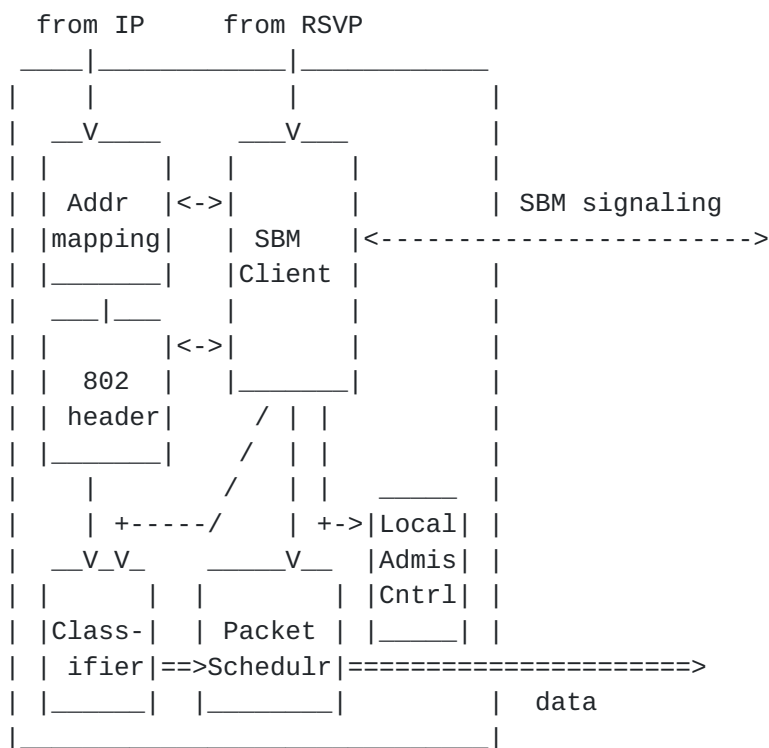 from IP from RSVP
Addr SBM signaling
mapping SBM
Client
802
header
Local
Admis
Cntrl
Class- Packet
ifier Schedulr
data